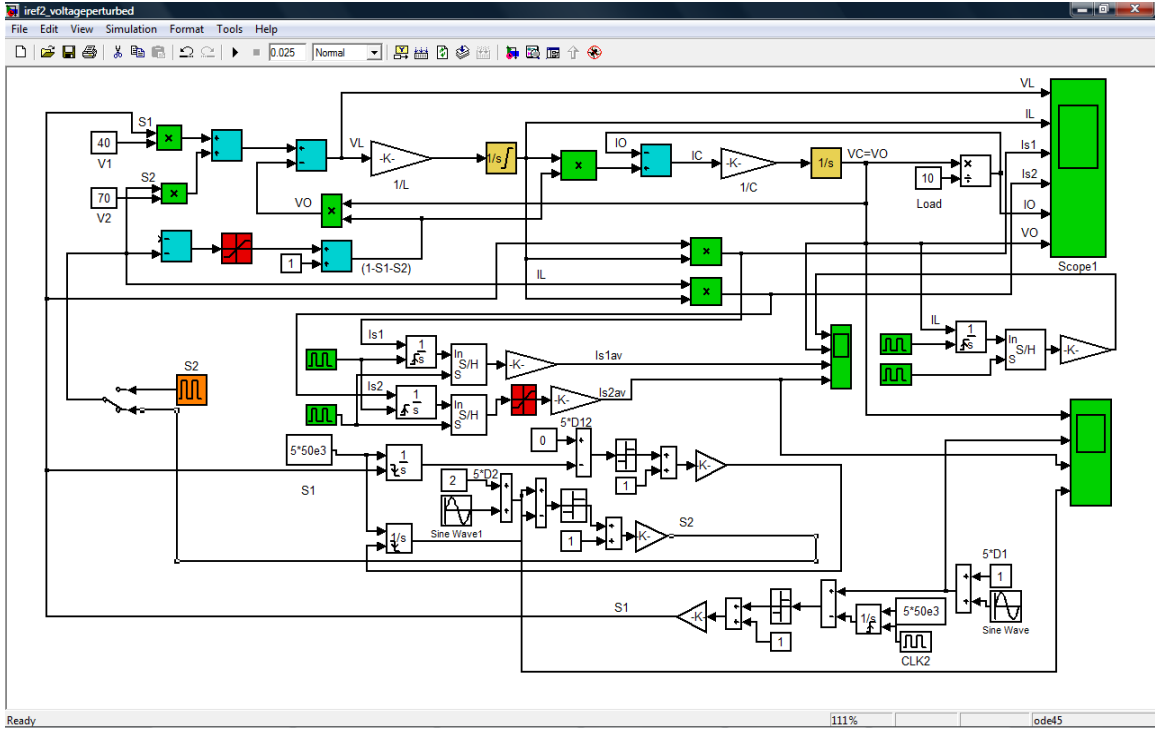 iref2_voltageperturbed
File Edit View Simulation Format Tools Help
0.025 Normal
VL
IL
Is1
Is2
IO
VO
Scope1
S1
40
V1
S2
70
V2
VL
-K-
1/L
1/s
IO
IC
-K-
1/C
1/s
VC=VO
10
Load
VO
1
(1-S1-S2)
IL
S2
Is1
1
s
In
S/H
S
-K-
Is1av
Is2
1
s
In
S/H
S
-K-
Is2av
IL
1
s
In
S/H
S
-K-
5*50e3
S1
1
s
5*D12
0
1
-K-
2
5*D2
Sine Wave1
1
-K-
S2
1/s
S1
-K-
1
1/s
5*50e3
CLK2
5*D1
1
Sine Wave
Ready 111% ode45